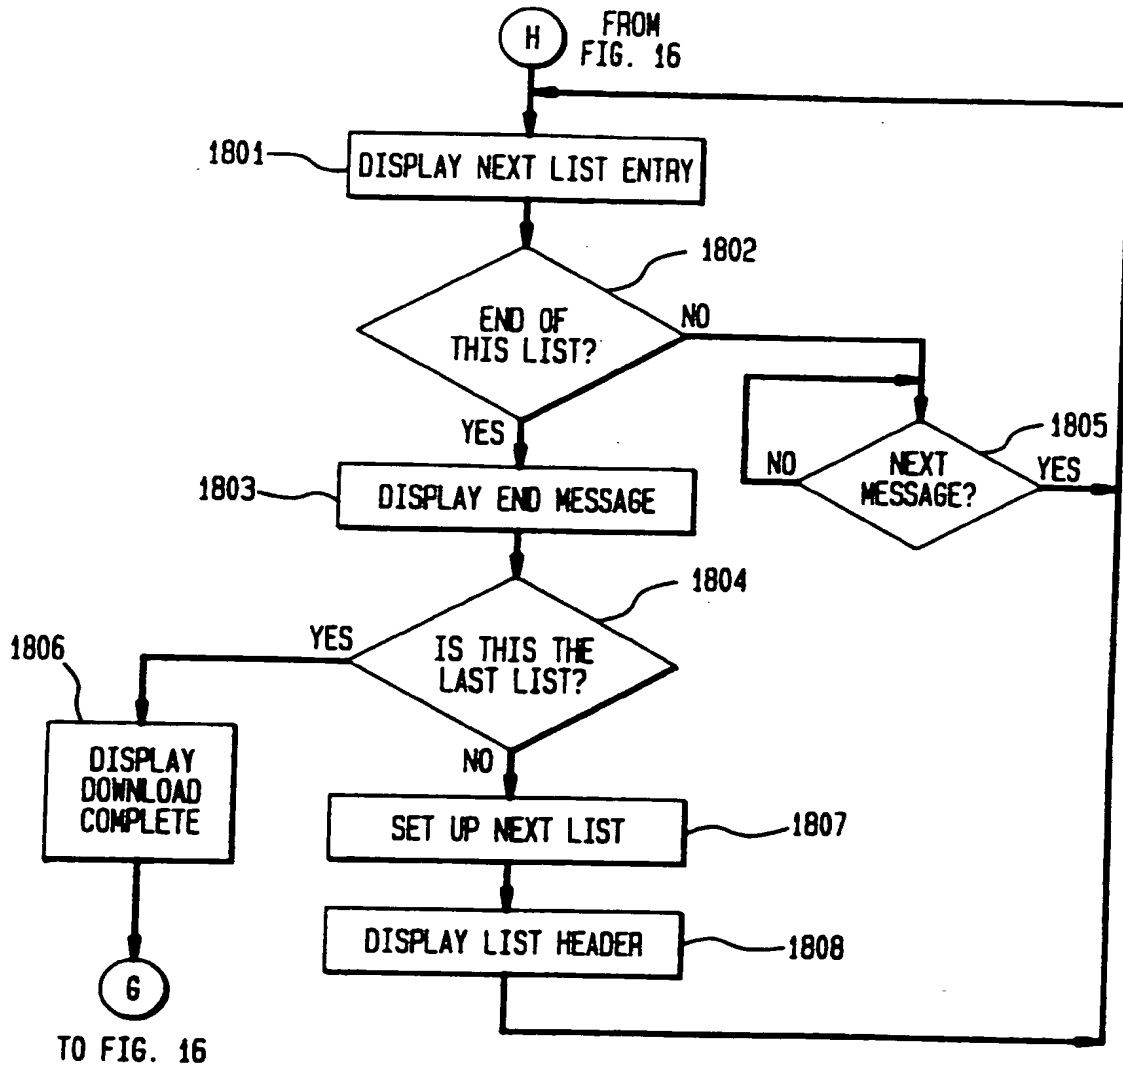 H
FROM
FIG. 16
1801
DISPLAY NEXT LIST ENTRY
1802
END OF
THIS LIST?
NO
YES
1805
NEXT
MESSAGE?
NO
YES
1803
DISPLAY END MESSAGE
1804
IS THIS THE
LAST LIST?
YES
NO
1806
DISPLAY
DOWNLOAD
COMPLETE
SET UP NEXT LIST
1807
DISPLAY LIST HEADER
1808
G
TO FIG. 16